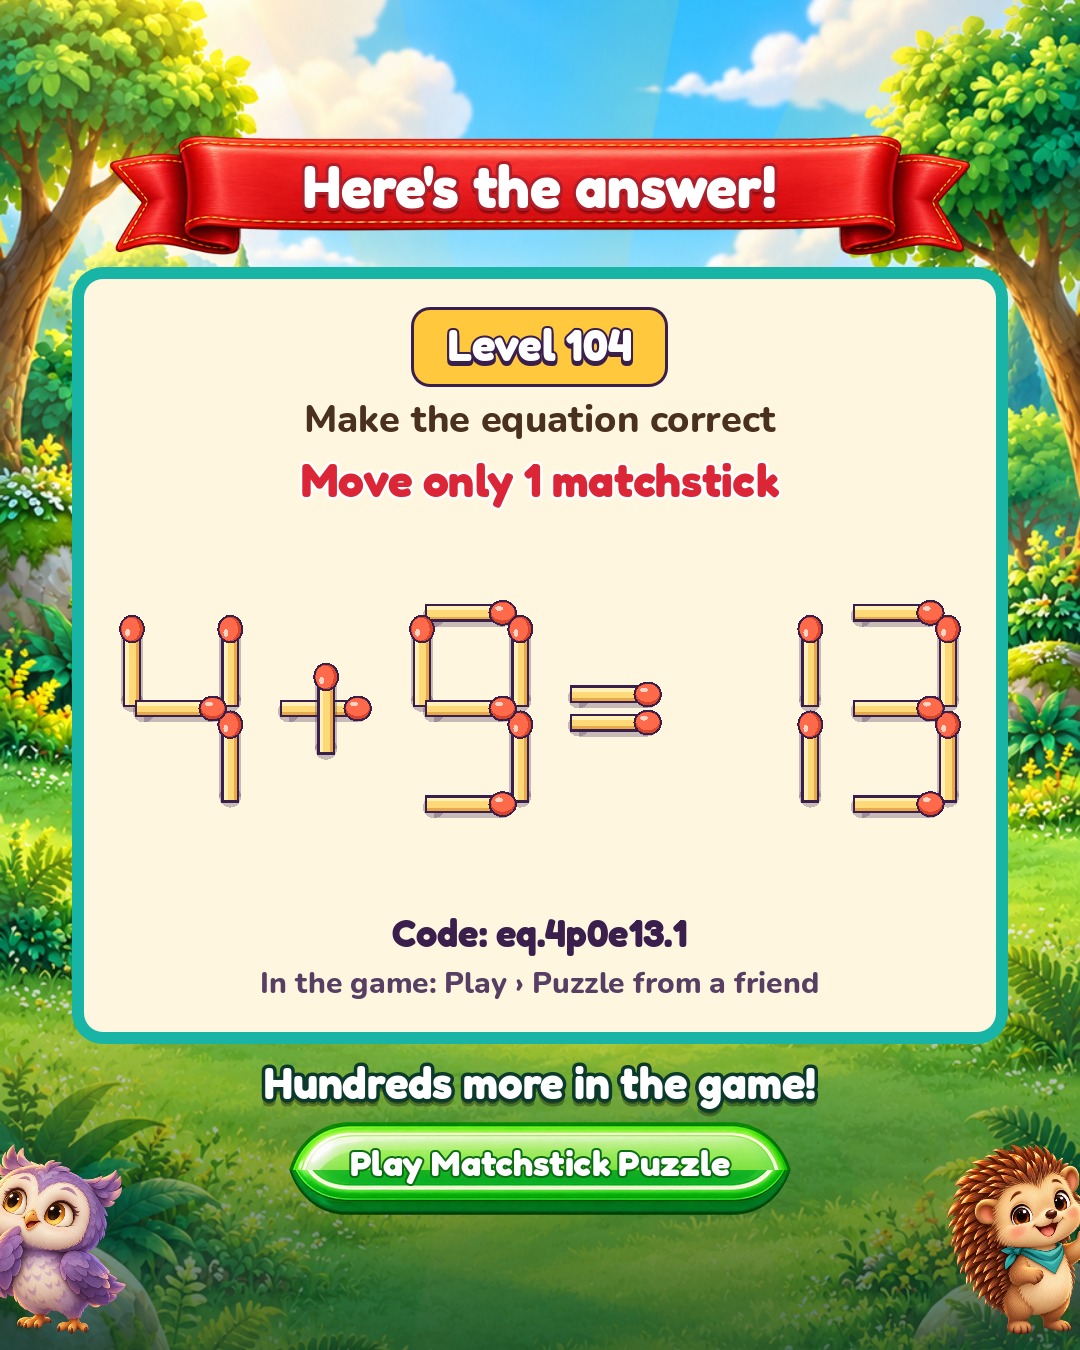 Here's the answer!
Level 104
Make the equation correct
Move only 1 matchstick
4+9=13
Code: eq.4p0e13.1
In the game: Play › Puzzle from a friend
Hundreds more in the game!
Play Matchstick Puzzle